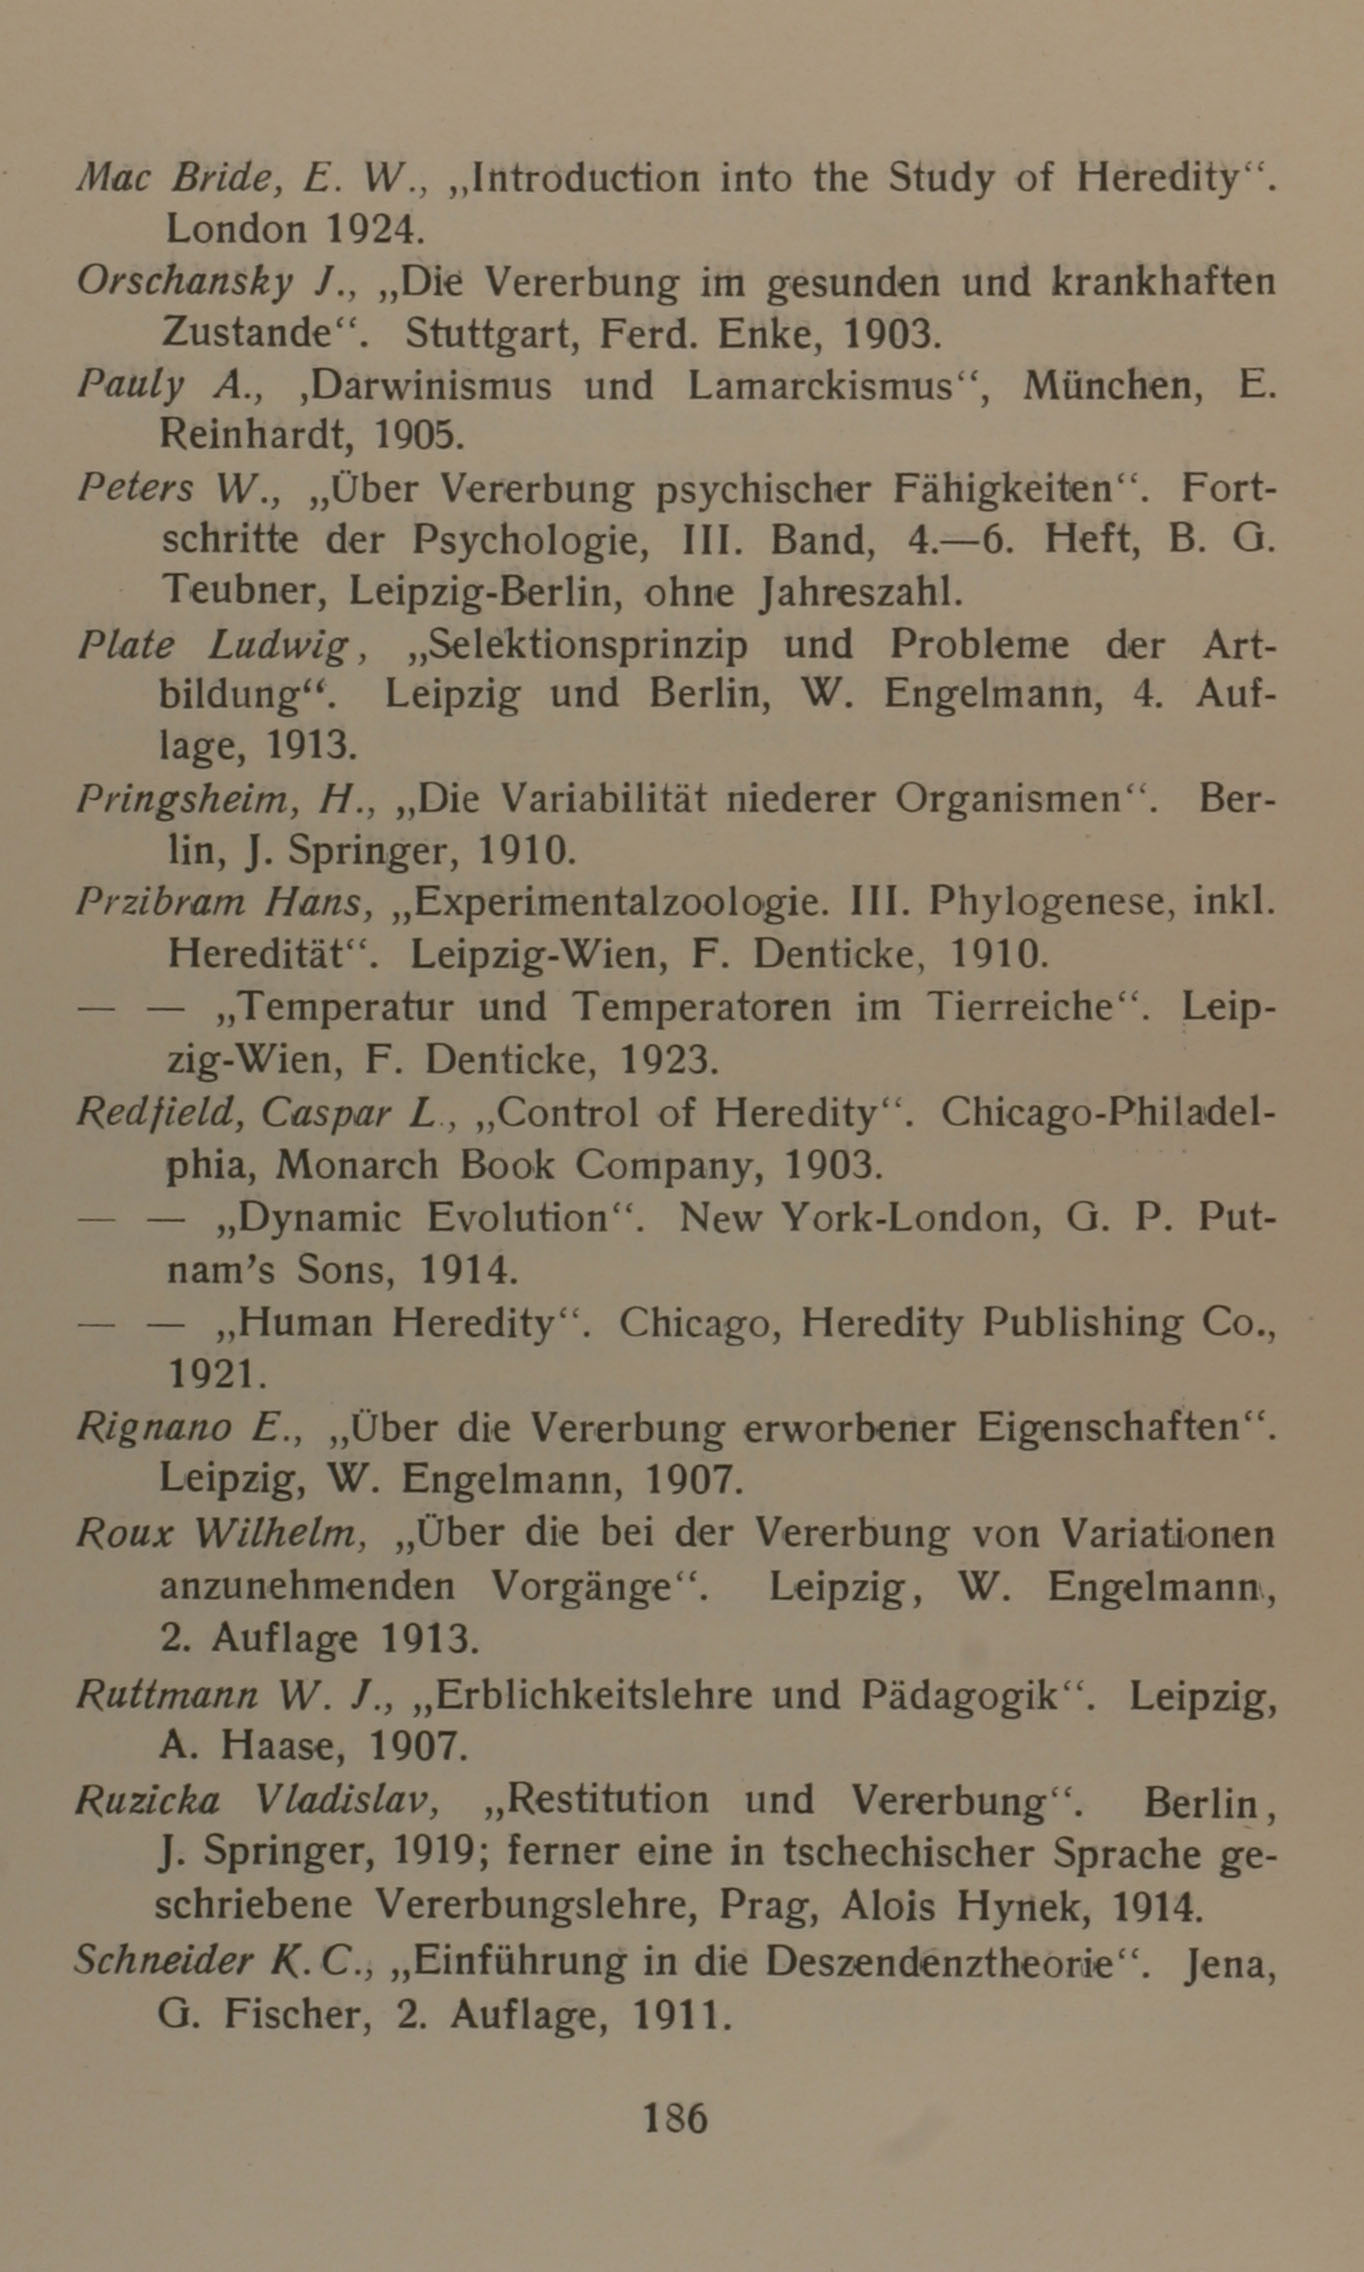 Mac Bride, E. W., „Introduction into the Study of Heredity“.
London 1924.
Orschansky J., „Die Vererbung im gesunden und krankhaften
Zustande“. Stuttgart, Ferd. Enke, 1903.
Pauly A., ‚Darwinismus und Lamarckismus“, München, E.
Reinhardt, 1905.
Peters W., „Über Vererbung psychischer Fähigkeiten“. Fort-
schritte der Psychologie, III. Band, 4.—6. Heft, B. G.
Teubner, Leipzig-Berlin, ohne Jahreszahl.
Plate Ludwig, „Selektionsprinzip und Probleme der Art-
bildung“. Leipzig und Berlin, W. Engelmann, 4. Auf-
lage, 1913.
Pringsheim, H., „Die Variabilität niederer Organismen“. Ber-
lin, J. Springer, 1910.
Przibram Hans, „Experimentalzoologie. III. Phylogenese, inkl.
Heredität“. Leipzig-Wien, F. Denticke, 1910.
— — „Temperatur und Temperatoren im Tierreiche“. Leip-
zig-Wien, F. Denticke, 1923.
Redfield, Caspar L., „Control of Heredity“. Chicago-Philadel-
phia, Monarch Book Company, 1903.
— — „Dynamic Evolution“. New York-London, G. P. Put-
nam’s Sons, 1914.
— — „Human Heredity“. Chicago, Heredity Publishing Co.,
1921.
Rignano E., „Über die Vererbung erworbener Eigenschaften“.
Leipzig, W. Engelmann, 1907.
Roux Wilhelm, „Über die bei der Vererbung von Variationen
anzunehmenden Vorgänge“. Leipzig, W. Engelmann,
2. Auflage 1913.
Ruttmann W. J., „Erblichkeitslehre und Pädagogik“. Leipzig,
A. Haase, 1907.
Ruzicka Vladislav, „Restitution und Vererbung“. Berlin,
J. Springer, 1919; ferner eine in tschechischer Sprache ge-
schriebene Vererbungslehre, Prag, Alois Hynek, 1914.
Schneider K. C., „Einführung in die Deszendenztheorie“. Jena,
G. Fischer, 2. Auflage, 1911.
186